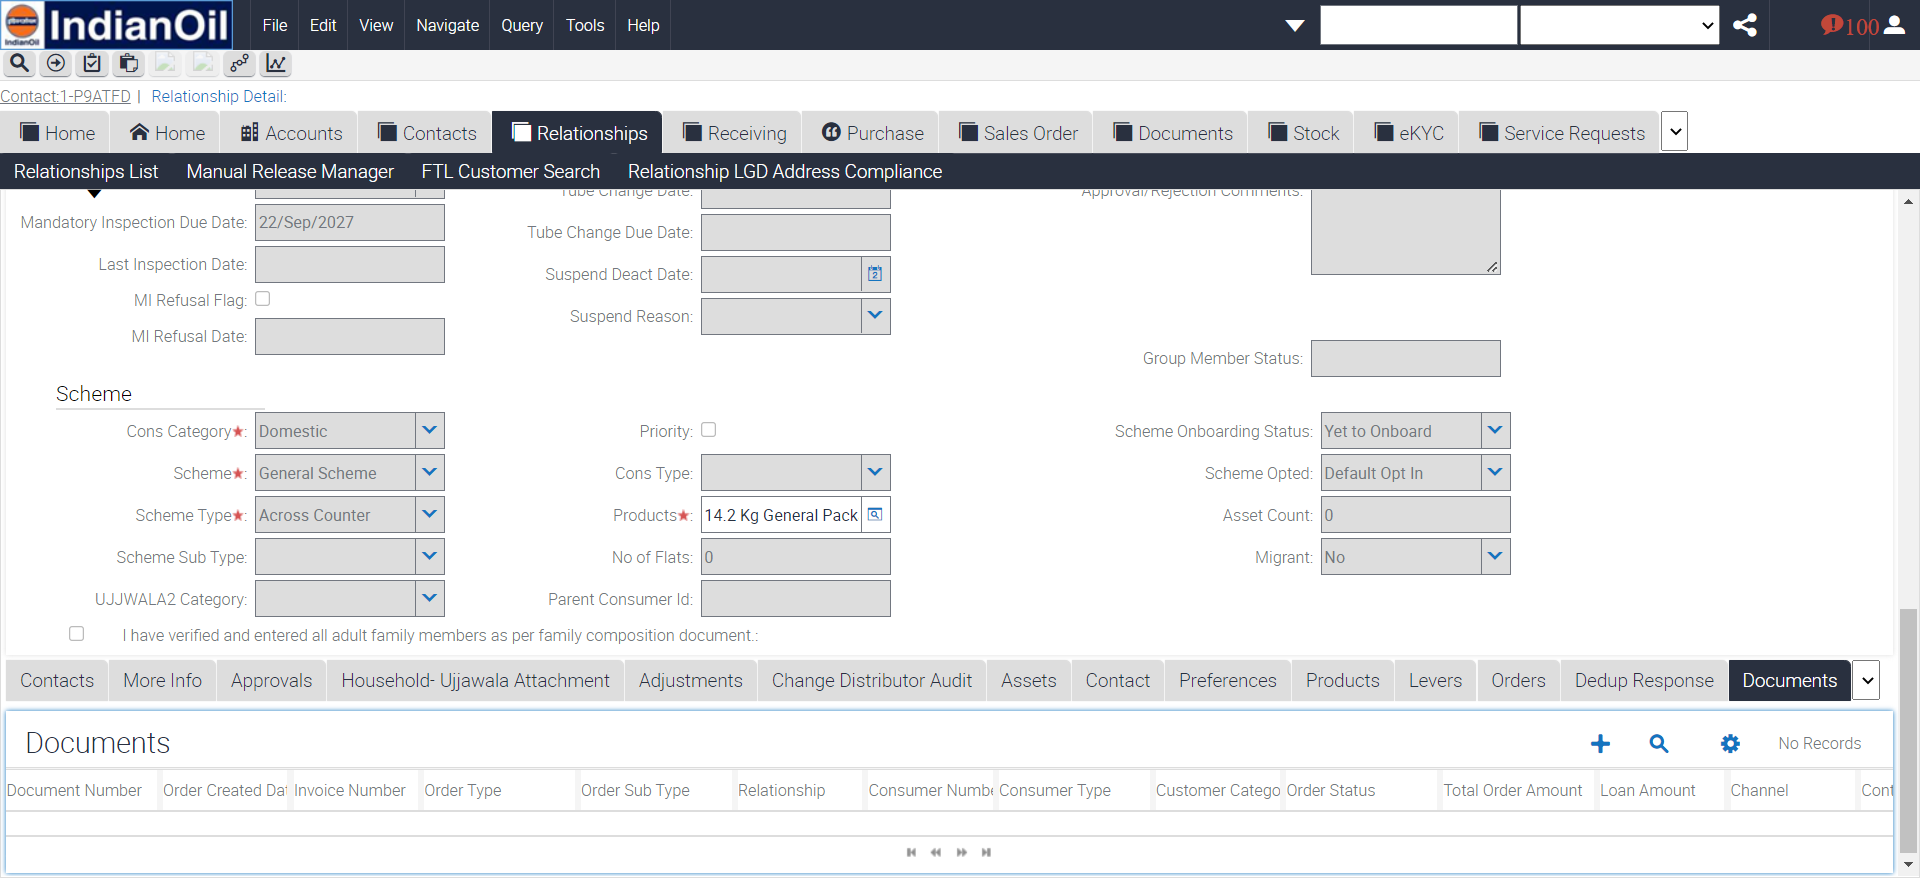 IndianOil
IndianOil File Edit View Navigate Query Tools Help 100
Contact:1-P9ATFD | Relationship Detail:
Home Home Accounts Contacts Relationships Receiving Purchase Sales Order Documents Stock eKYC Service Requests
Relationships List Manual Release Manager FTL Customer Search Relationship LGD Address Compliance
Tube Change Date: Approval/Rejection Comments:
Mandatory Inspection Due Date: 22/Sep/2027
Tube Change Due Date:
Last Inspection Date:
Suspend Deact Date:
MI Refusal Flag:
Suspend Reason:
MI Refusal Date:
Group Member Status:
Scheme
Cons Category★: Domestic Priority: Scheme Onboarding Status: Yet to Onboard
Scheme★: General Scheme Cons Type: Scheme Opted: Default Opt In
Scheme Type★: Across Counter Products★: 14.2 Kg General Pack Asset Count: 0
Scheme Sub Type: No of Flats: 0 Migrant: No
UJJWALA2 Category: Parent Consumer Id:
I have verified and entered all adult family members as per family composition document.:
Contacts More Info Approvals Household- Ujjawala Attachment Adjustments Change Distributor Audit Assets Contact Preferences Products Levers Orders Dedup Response Documents
Documents No Records
Document Number Order Created Dat Invoice Number Order Type Order Sub Type Relationship Consumer Numbe Consumer Type Customer Catego Order Status Total Order Amount Loan Amount Channel Cont